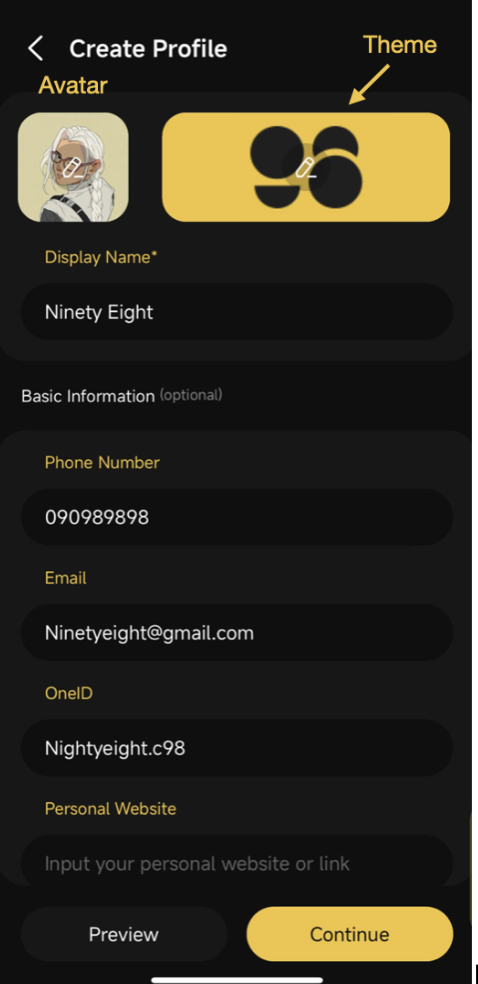 Create Profile
Theme
Avatar
Display Name*
Ninety Eight
Basic Information (optional)
Phone Number
090989898
Email
Ninetyeight@gmail.com
OneID
Nightyeight.c98
Personal Website
Input your personal website or link
Preview
Continue